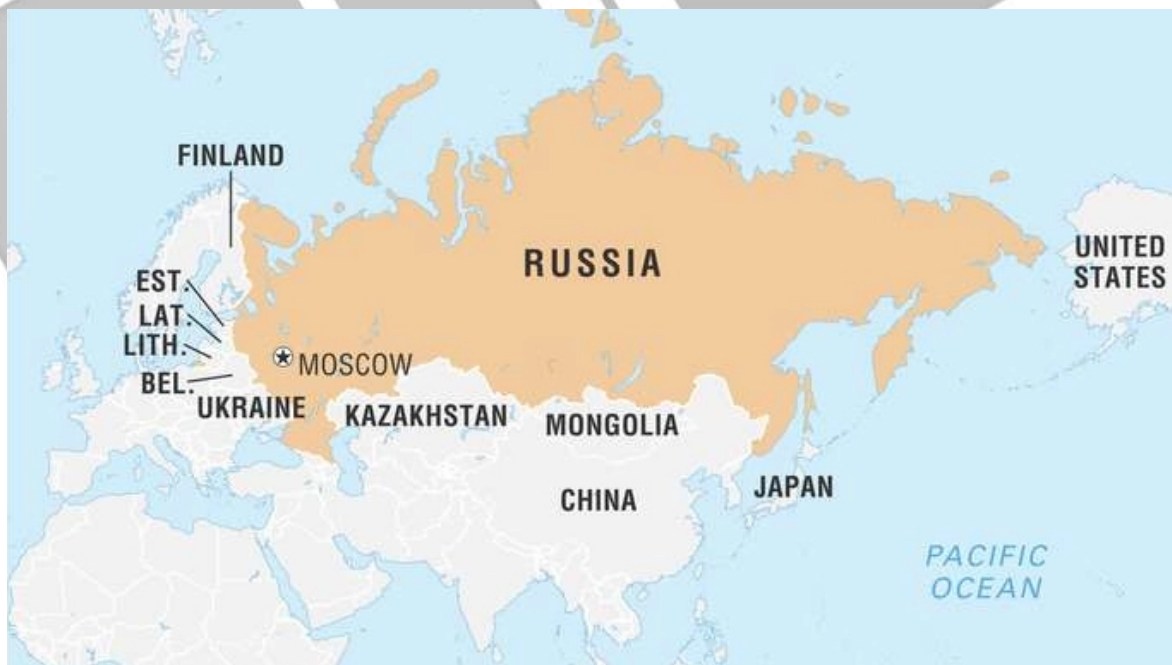 FINLAND
RUSSIA
UNITED
STATES
EST.
LAT.
LITH.
BEL.
MOSCOW
UKRAINE
KAZAKHSTAN
MONGOLIA
CHINA
JAPAN
PACIFIC
OCEAN